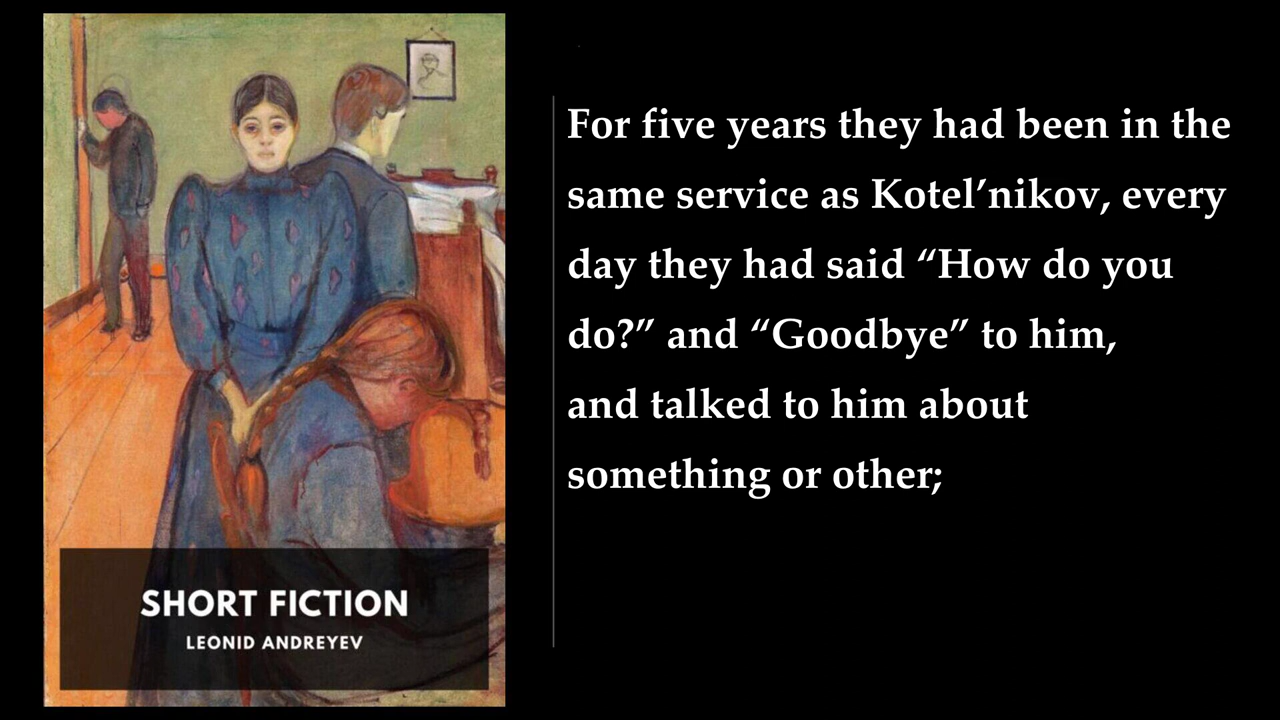 SHORT FICTION
LEONID ANDREYEV
For five years they had been in the
same service as Kotel’nikov, every
day they had said “How do you
do?” and “Goodbye” to him,
and talked to him about
something or other;